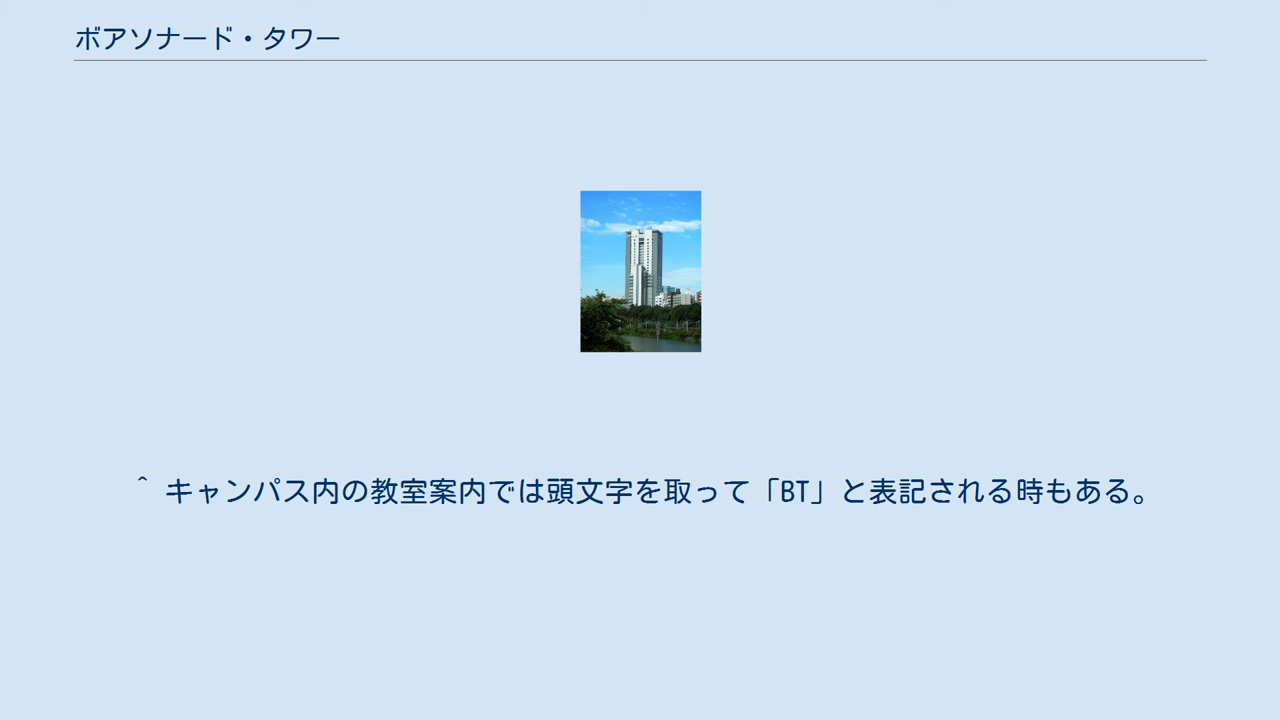 ボアソナード・タワー
^ キャンパス内の教室案内では頭文字を取って「BT」と表記される時もある。